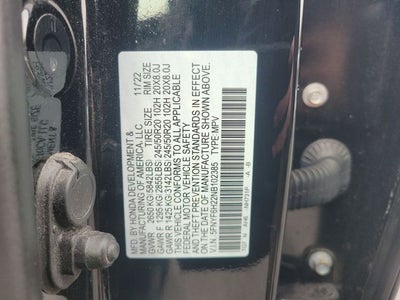 MFD. BY HONDA DEVELOPMENT & 11/22
MANUFACTURING OF AMERICA, LLC
GVWR 2650 KG(5842LBS) TIRE SIZE RIM SIZE
GAWR F 1295 KG(2855LBS) 245/50R20 102H 20X8.0J
GAWR R 1425 KG(3142LBS) 245/50R20 102H 20X8.0J
THIS VEHICLE CONFORMS TO ALL APPLICABLE
FEDERAL MOTOR VEHICLE SAFETY
AND THEFT PREVENTION STANDARDS IN EFFECT
ON THE DATE OF MANUFACTURE SHOWN ABOVE.
V.I.N. TYPE:MPV
A B